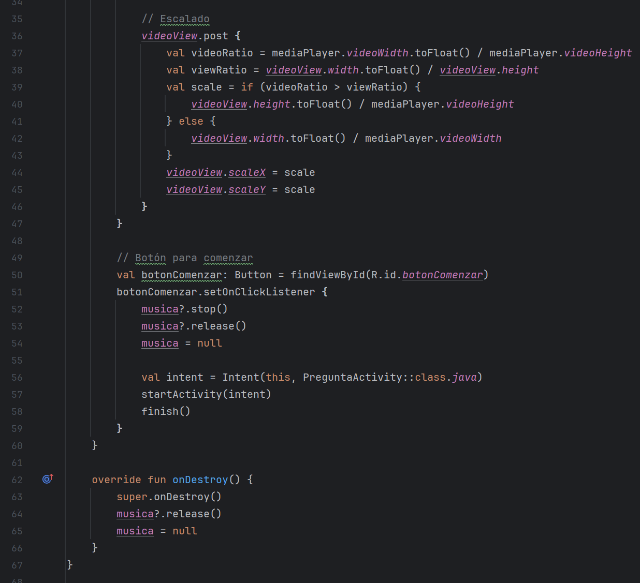 34
35 // Escalado
36 videoView.post {
37 val videoRatio = mediaPlayer.videoWidth.toFloat() / mediaPlayer.videoHeight
38 val viewRatio = videoView.width.toFloat() / videoView.height
39 val scale = if (videoRatio > viewRatio) {
40 videoView.height.toFloat() / mediaPlayer.videoHeight
41 } else {
42 videoView.width.toFloat() / mediaPlayer.videoWidth
43 }
44 videoView.scaleX = scale
45 videoView.scaleY = scale
46 }
47 }
48
49 // Botón para comenzar
50 val botonComenzar: Button = findViewById(R.id.botonComenzar)
51 botonComenzar.setOnClickListener {
52 musica?.stop()
53 musica?.release()
54 musica = null
55
56 val intent = Intent(this, PreguntaActivity::class.java)
57 startActivity(intent)
58 finish()
59 }
60 }
61
62 override fun onDestroy() {
63 super.onDestroy()
64 musica?.release()
65 musica = null
66 }
67 }
68